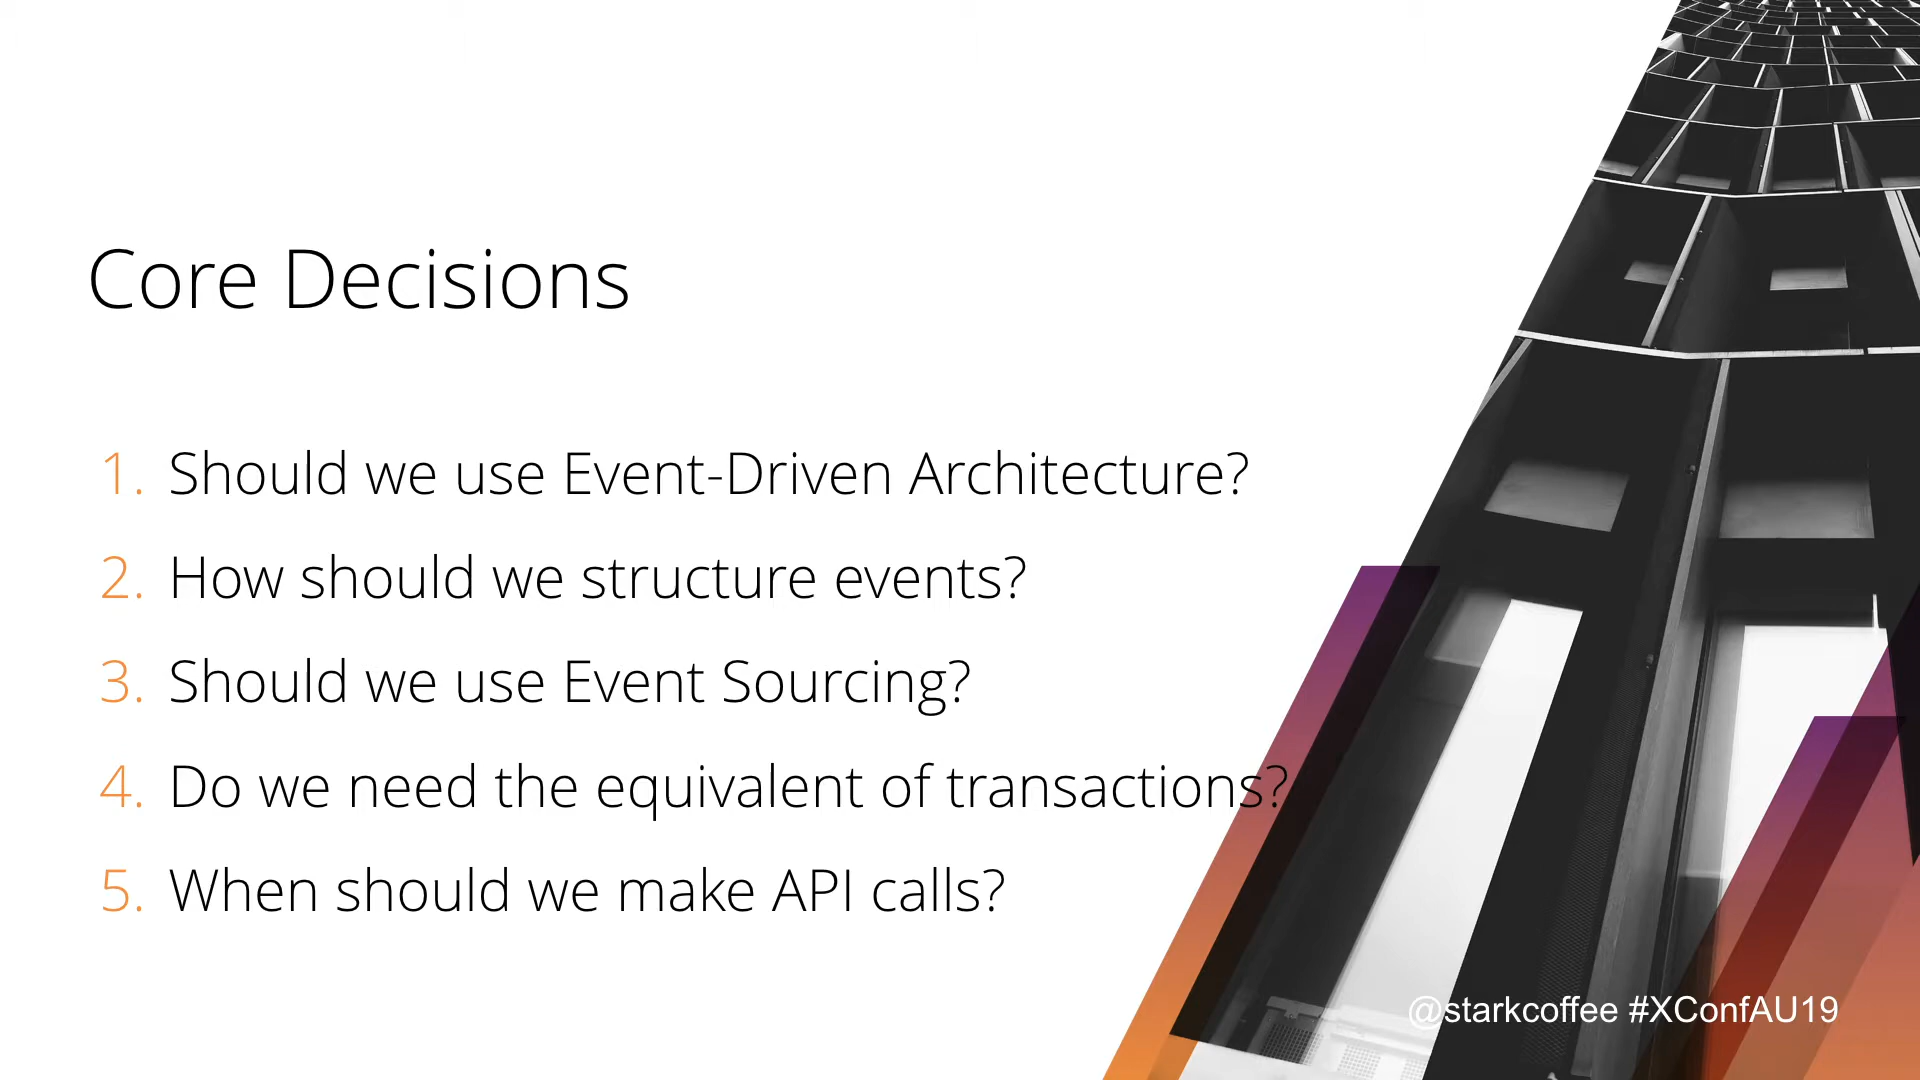 Core Decisions
1. Should we use Event-Driven Architecture?
2. How should we structure events?
3. Should we use Event Sourcing?
4. Do we need the equivalent of transactions?
5. When should we make API calls?
@starkcoffee #XConfAU19